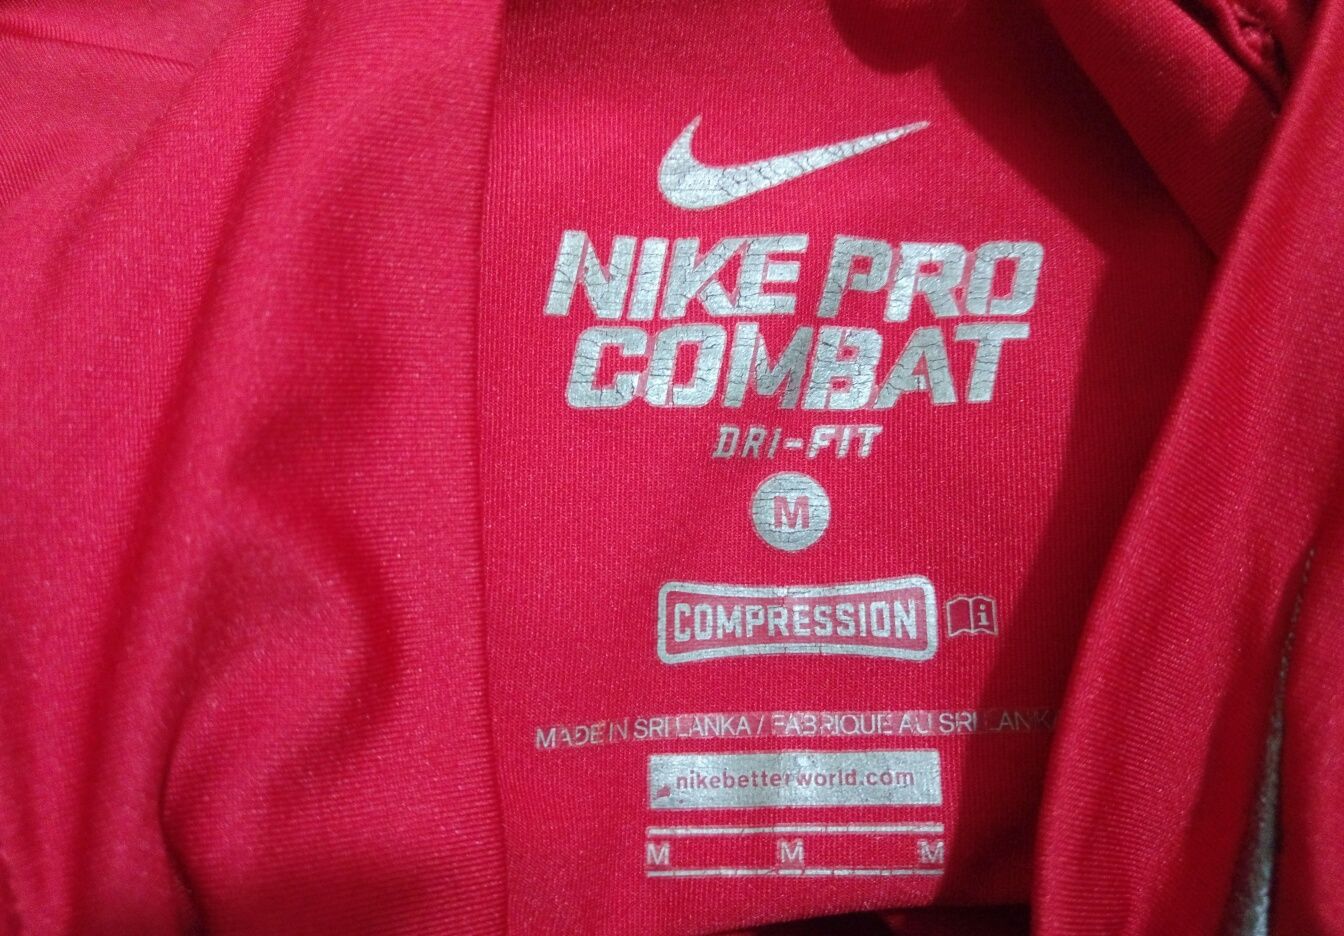 NIKE PRO
COMBAT
DRI-FIT
M
COMPRESSION i
MADE IN SRI LANKA / FABRIQUE AU SRI LANKA
nikebetterworld.com
M M M